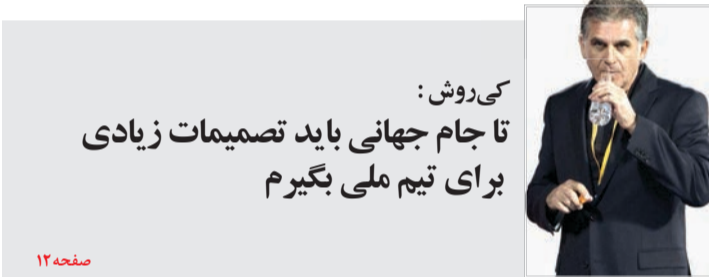 کی‌روش :
تا جام جهانی باید تصمیمات زیادی
برای تیم ملی بگیرم
صفحه ۱۲